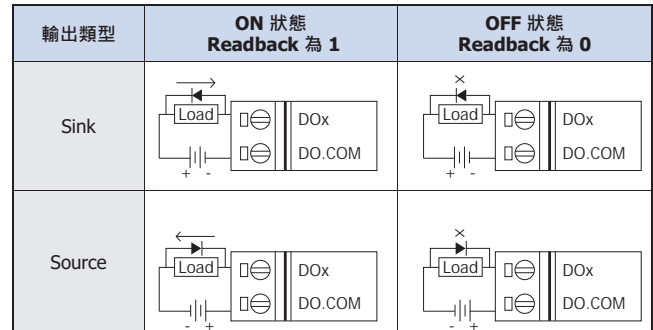 輸出類型
ON 狀態
Readback 為 1
OFF 狀態
Readback 為 0
Sink
Load
DOx
DO.COM
+ -
Load
DOx
DO.COM
+ -
Source
Load
DOx
DO.COM
- +
Load
DOx
DO.COM
- +